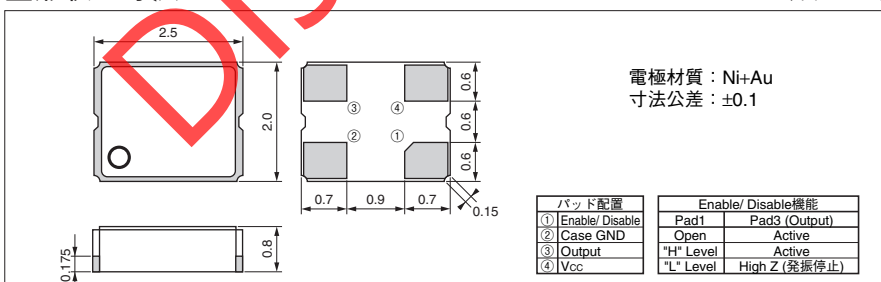 DIS
2.5
2.0
0.175
0.8
③
④
②
①
0.6
0.6
0.6
0.7
0.9
0.7
0.15
電極材質：Ni+Au
寸法公差：±0.1
パッド配置
① Enable/ Disable
② Case GND
③ Output
④ Vcc
Enable/ Disable機能
Pad1 Pad3 (Output)
Open Active
"H" Level Active
"L" Level High Z (発振停止)